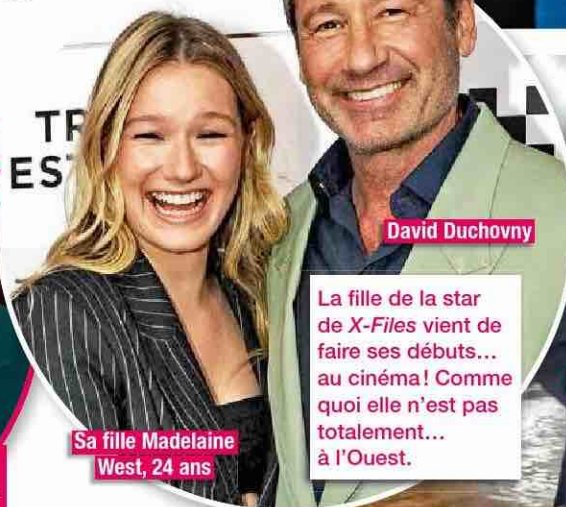 TR
ES
David Duchovny
La fille de la star
de X-Files vient de
faire ses débuts…
au cinéma ! Comme
quoi elle n’est pas
totalement…
à l’Ouest.
Sa fille Madelaine
West, 24 ans